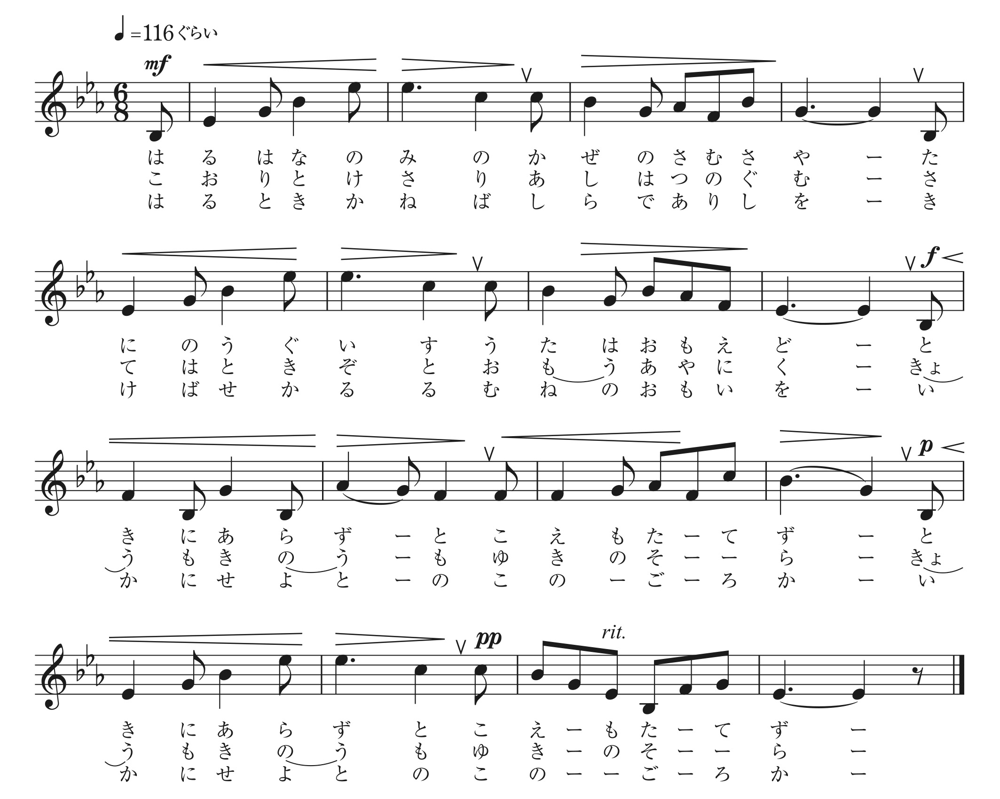 ♩=116ぐらい
mf
6
8
は る は な の み の か ぜ の さ む さ や ー た
こ お り と け さ り あ し は つ の ぐ む ー さ
は る と き か ね ば し ら で あ り し を ー き
f
に の う ぐ い す う た は お も え ど ー と
て は と き ぞ と お も う あ や に く ー きょ
け ば せ か る る む ね の お も い を ー い
p
き に あ ら ず ー と こ え も た ー て ず ー と
う も き の う ー も ゆ き の そ ー ー ら ー きょ
か に せ よ と ー の こ の ー ご ー ろ か ー い
pp rit.
き に あ ら ず と こ え ー も た ー て ず ー
う も き の う も ゆ き ー の そ ー ー ら ー
か に せ よ と の こ の ー ー ご ー ろ か ー